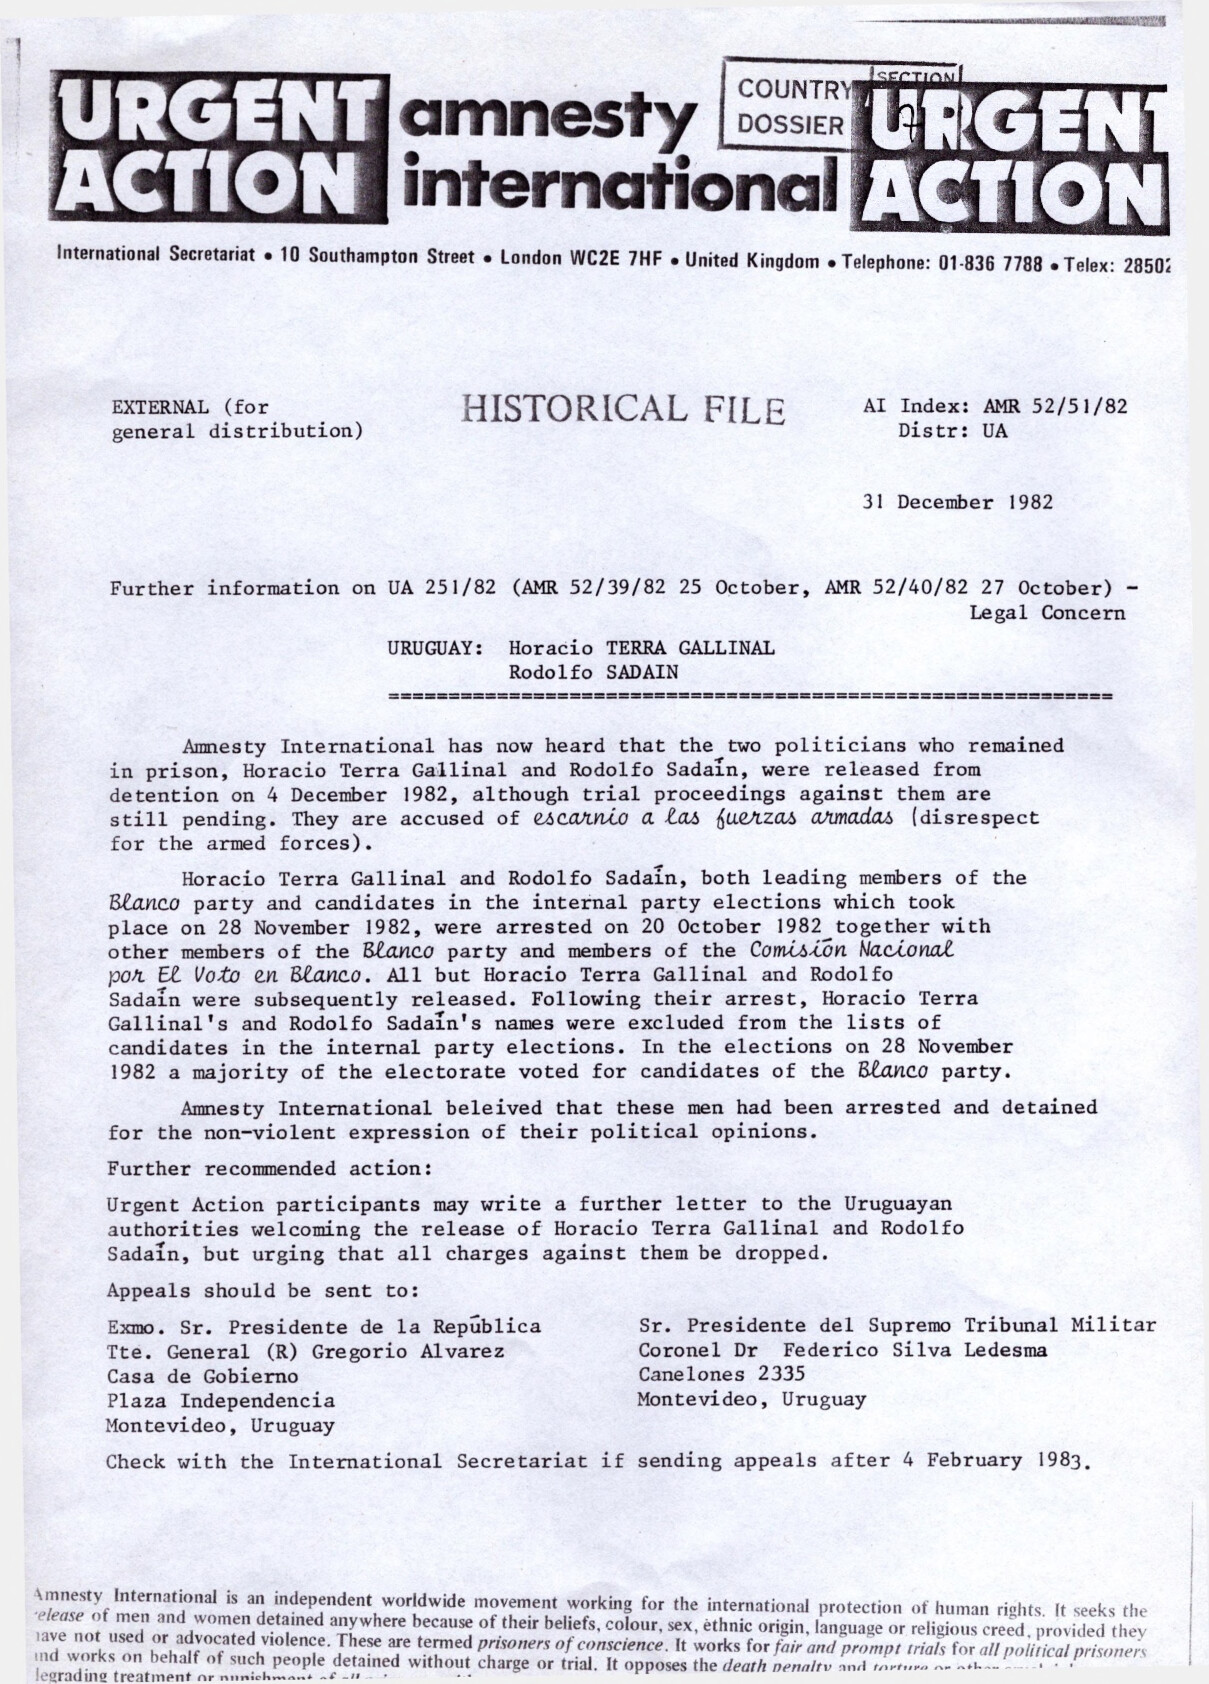 URGENT ACTION
amnesty international
COUNTRY DOSSIER
SECTION
URGENT ACTION
International Secretariat • 10 Southampton Street • London WC2E 7HF • United Kingdom • Telephone: 01-836 7788 • Telex: 28502
EXTERNAL (for
general distribution)
HISTORICAL FILE
AI Index: AMR 52/51/82
Distr: UA
31 December 1982
Further information on UA 251/82 (AMR 52/39/82 25 October, AMR 52/40/82 27 October) -
Legal Concern
URUGUAY: Horacio TERRA GALLINAL
Rodolfo SADAIN
============================================================
Amnesty International has now heard that the two politicians who remained
in prison, Horacio Terra Gallinal and Rodolfo Sadaín, were released from
detention on 4 December 1982, although trial proceedings against them are
still pending. They are accused of escarnio a las fuerzas armadas (disrespect
for the armed forces).
Horacio Terra Gallinal and Rodolfo Sadaín, both leading members of the
Blanco party and candidates in the internal party elections which took
place on 28 November 1982, were arrested on 20 October 1982 together with
other members of the Blanco party and members of the Comisión Nacional
por El Voto en Blanco. All but Horacio Terra Gallinal and Rodolfo
Sadaín were subsequently released. Following their arrest, Horacio Terra
Gallinal's and Rodolfo Sadaín's names were excluded from the lists of
candidates in the internal party elections. In the elections on 28 November
1982 a majority of the electorate voted for candidates of the Blanco party.
Amnesty International beleived that these men had been arrested and detained
for the non-violent expression of their political opinions.
Further recommended action:
Urgent Action participants may write a further letter to the Uruguayan
authorities welcoming the release of Horacio Terra Gallinal and Rodolfo
Sadaín, but urging that all charges against them be dropped.
Appeals should be sent to:
Exmo. Sr. Presidente de la República
Tte. General (R) Gregorio Alvarez
Casa de Gobierno
Plaza Independencia
Montevideo, Uruguay
Sr. Presidente del Supremo Tribunal Militar
Coronel Dr Federico Silva Ledesma
Canelones 2335
Montevideo, Uruguay
Check with the International Secretariat if sending appeals after 4 February 1983.
Amnesty International is an independent worldwide movement working for the international protection of human rights. It seeks the
release of men and women detained anywhere because of their beliefs, colour, sex, ethnic origin, language or religious creed, provided they
have not used or advocated violence. These are termed prisoners of conscience. It works for fair and prompt trials for all political prisoners
and works on behalf of such people detained without charge or trial. It opposes the death penalty and torture or other
degrading treatment or punishment of all